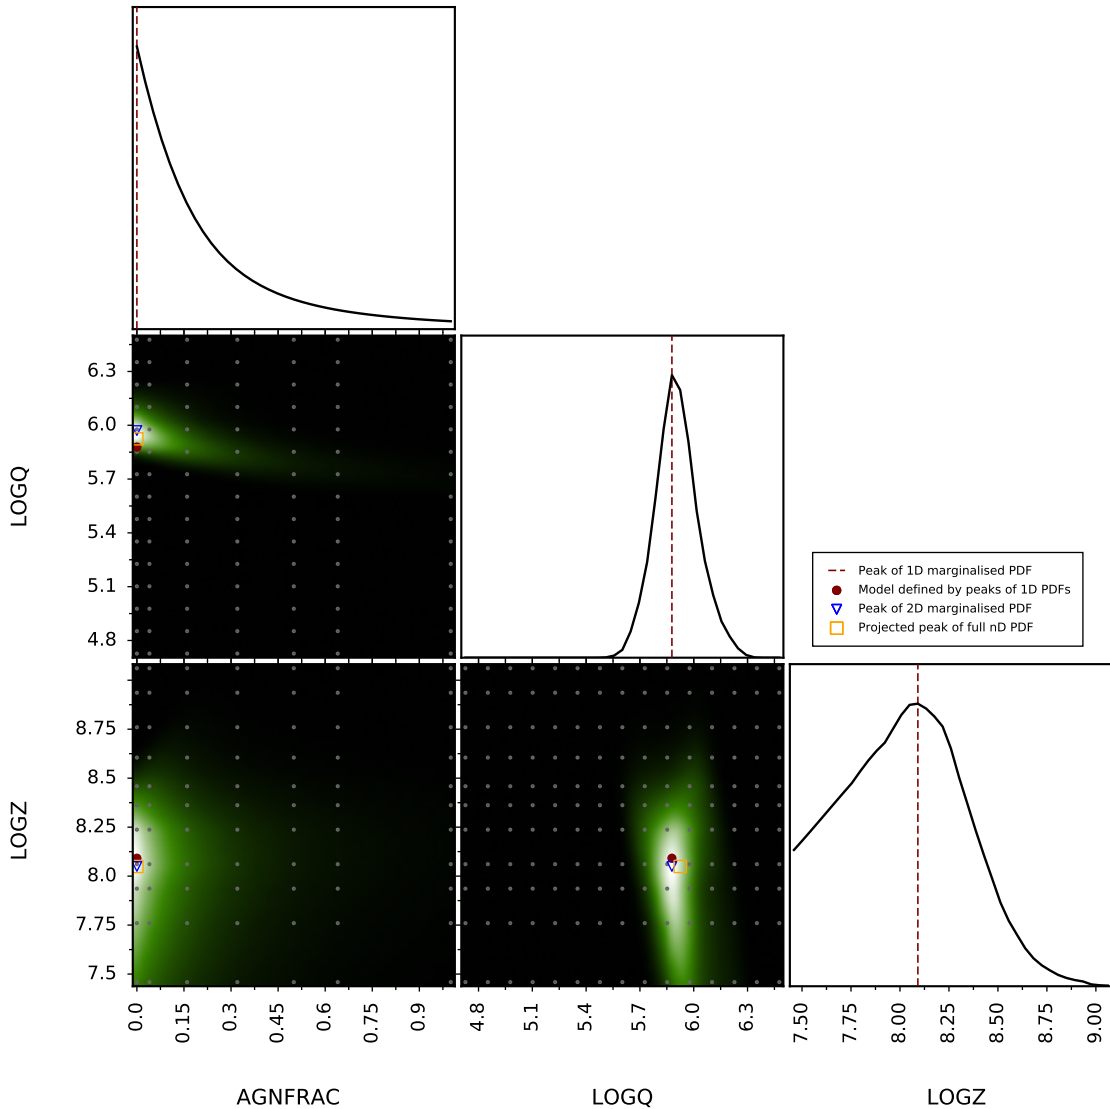 6.3
6.0
5.7
5.4
5.1
4.8
LOGQ
Peak of 1D marginalised PDF
Model defined by peaks of 1D PDFs
Peak of 2D marginalised PDF
Projected peak of full nD PDF
8.75
8.5
8.25
8.0
7.75
7.5
LOGZ
0.0 0.15 0.3 0.45 0.6 0.75 0.9
4.8 5.1 5.4 5.7 6.0 6.3
7.50 7.75 8.00 8.25 8.50 8.75 9.00
AGNFRAC LOGQ LOGZ